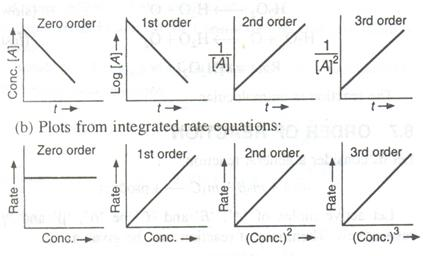 Zero order
1st order
2nd order
3rd order
Conc. [A] →
Log [A] →
1/[A]
1/[A]²
t →
t →
t →
t →
(b) Plots from integrated rate equations:
Zero order
1st order
2nd order
3rd order
Rate →
Rate →
Rate →
Rate →
Conc. →
Conc. →
(Conc.)² →
(Conc.)³ →